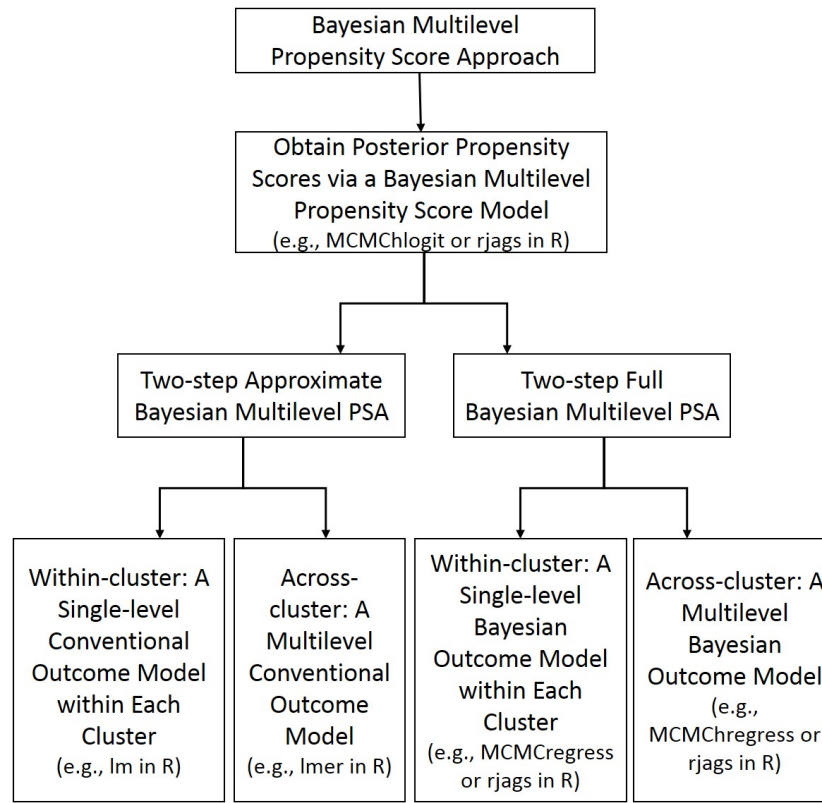 Bayesian Multilevel
Propensity Score Approach
Obtain Posterior Propensity
Scores via a Bayesian Multilevel
Propensity Score Model
(e.g., MCMChlogit or rjags in R)
Two-step Approximate
Bayesian Multilevel PSA
Two-step Full
Bayesian Multilevel PSA
Within-cluster: A
Single-level
Conventional
Outcome Model
within Each
Cluster
(e.g., lm in R)
Across-
cluster: A
Multilevel
Conventional
Outcome
Model
(e.g., lmer in R)
Within-cluster: A
Single-level
Bayesian
Outcome Model
within Each
Cluster
(e.g., MCMCregress
or rjags in R)
Across-cluster: A
Multilevel
Bayesian
Outcome Model
(e.g.,
MCMChregress or
rjags in R)